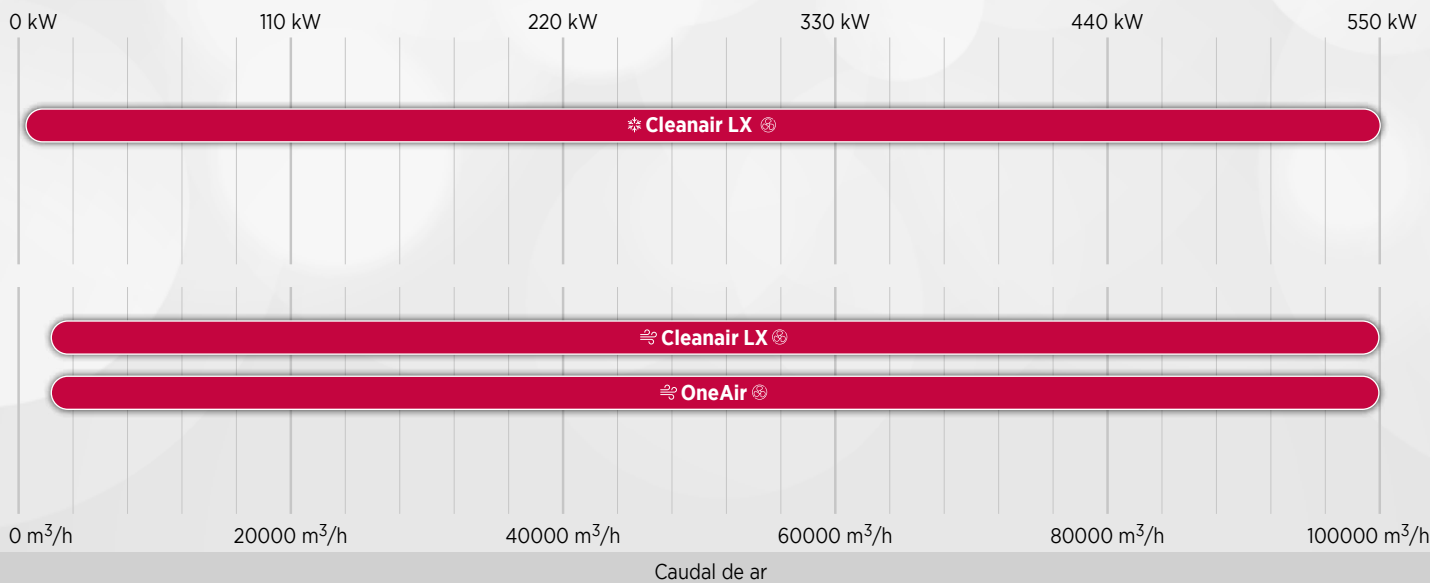 0 kW 110 kW 220 kW 330 kW 440 kW 550 kW
Cleanair LX
Cleanair LX
OneAir
0 m³/h 20000 m³/h 40000 m³/h 60000 m³/h 80000 m³/h 100000 m³/h
Caudal de ar